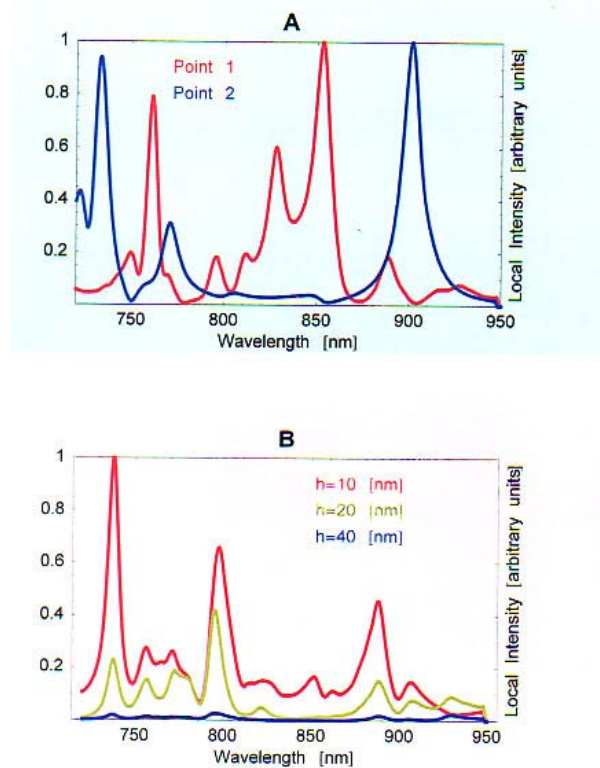 A
1
Point 1
Point 2
0.8
0.6
0.4
0.2
750 800 850 900 950
Wavelength [nm]
Local Intensity [arbitrary units]
B
1
h=10 [nm]
h=20 [nm]
h=40 [nm]
0.8
0.6
0.4
0.2
750 800 850 900 950
Wavelength [nm]
Local Intensity [arbitrary units]